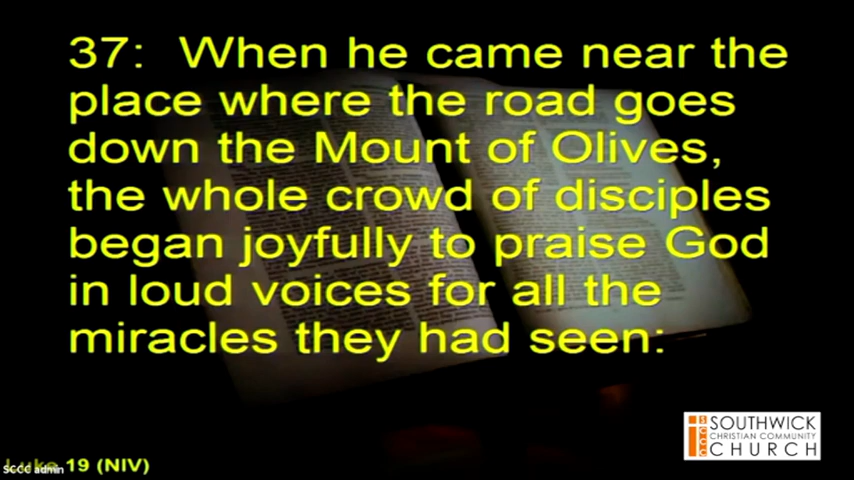 37: When he came near the
place where the road goes
down the Mount of Olives,
the whole crowd of disciples
began joyfully to praise God
in loud voices for all the
miracles they had seen:
SOUTHWICK
CHRISTIAN COMMUNITY
CHURCH
Luke 19 (NIV)
SCCC admin